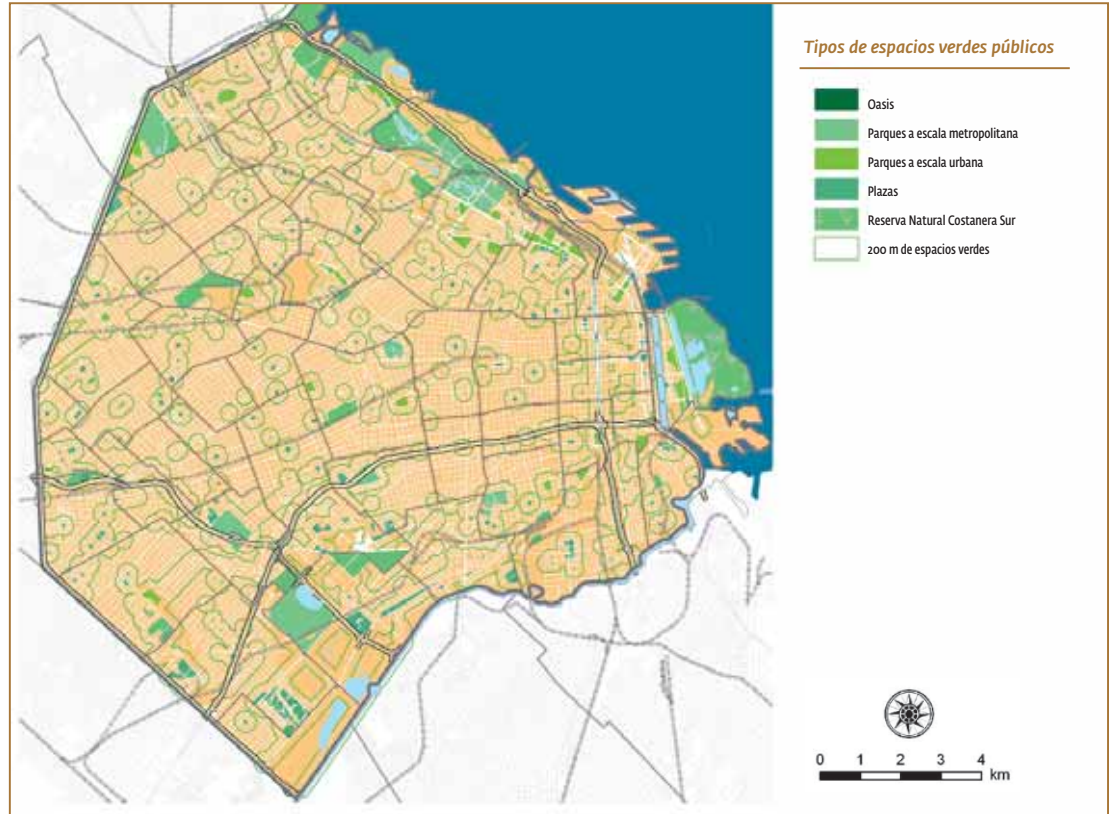 Tipos de espacios verdes públicos
Oasis
Parques a escala metropolitana
Parques a escala urbana
Plazas
Reserva Natural Costanera Sur
200 m de espacios verdes
0 1 2 3 4
km